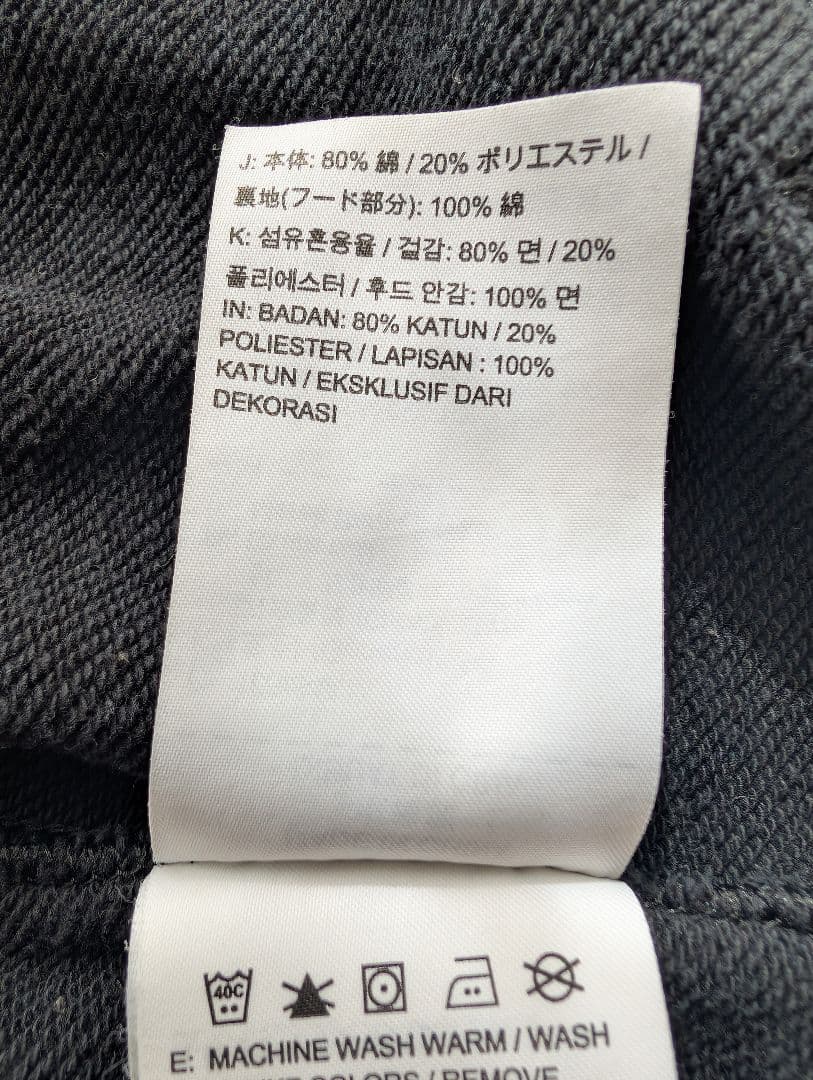 J: 本体: 80% 綿 / 20% ポリエステル /
裏地(フード部分): 100% 綿
K: 섬유혼용율 / 겉감: 80% 면 / 20%
폴리에스터 / 후드 안감: 100% 면
IN: BADAN: 80% KATUN / 20%
POLIESTER / LAPISAN : 100%
KATUN / EKSKLUSIF DARI
DEKORASI
40C
E: MACHINE WASH WARM / WASH
COLORS / REMOVE